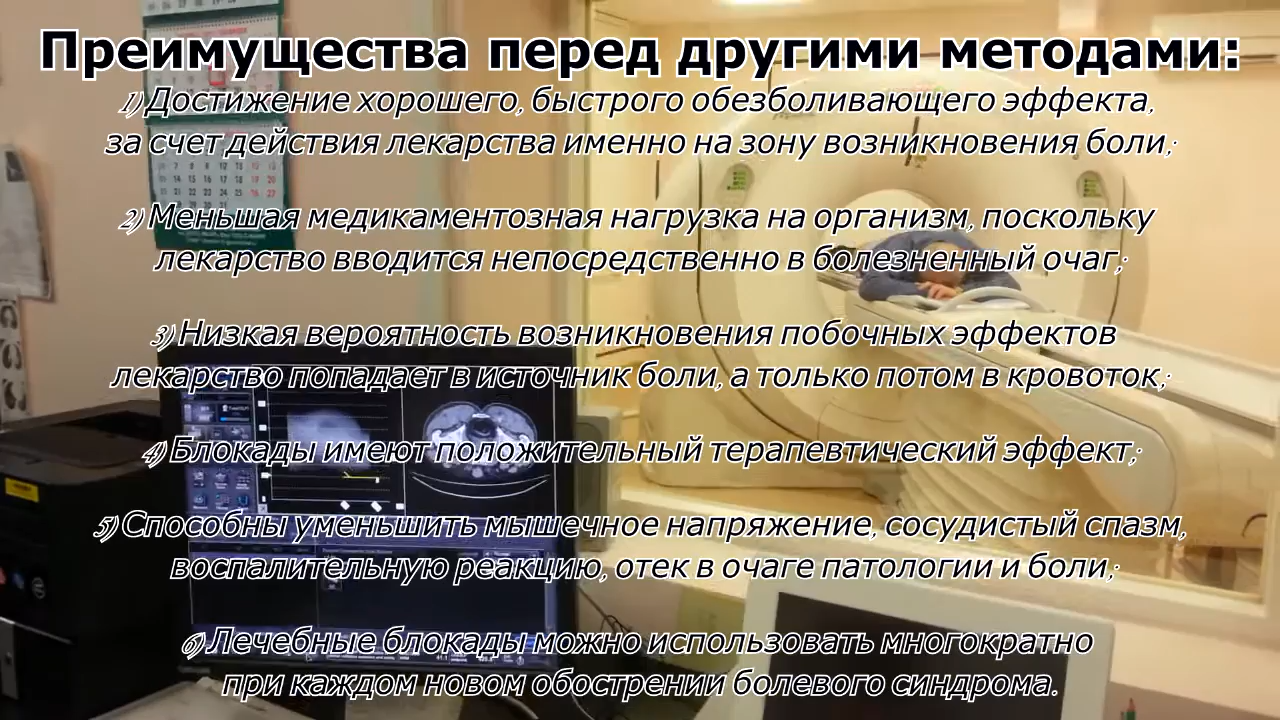 Преимущества перед другими методами:
1) Достижение хорошего, быстрого обезболивающего эффекта,
за счет действия лекарства именно на зону возникновения боли;
2) Меньшая медикаментозная нагрузка на организм, поскольку
лекарство вводится непосредственно в болезненный очаг;
3) Низкая вероятность возникновения побочных эффектов
лекарство попадает в источник боли, а только потом в кровоток;
4) Блокады имеют положительный терапевтический эффект;
5) Способны уменьшить мышечное напряжение, сосудистый спазм,
воспалительную реакцию, отек в очаге патологии и боли;
6) Лечебные блокады можно использовать многократно
при каждом новом обострении болевого синдрома.